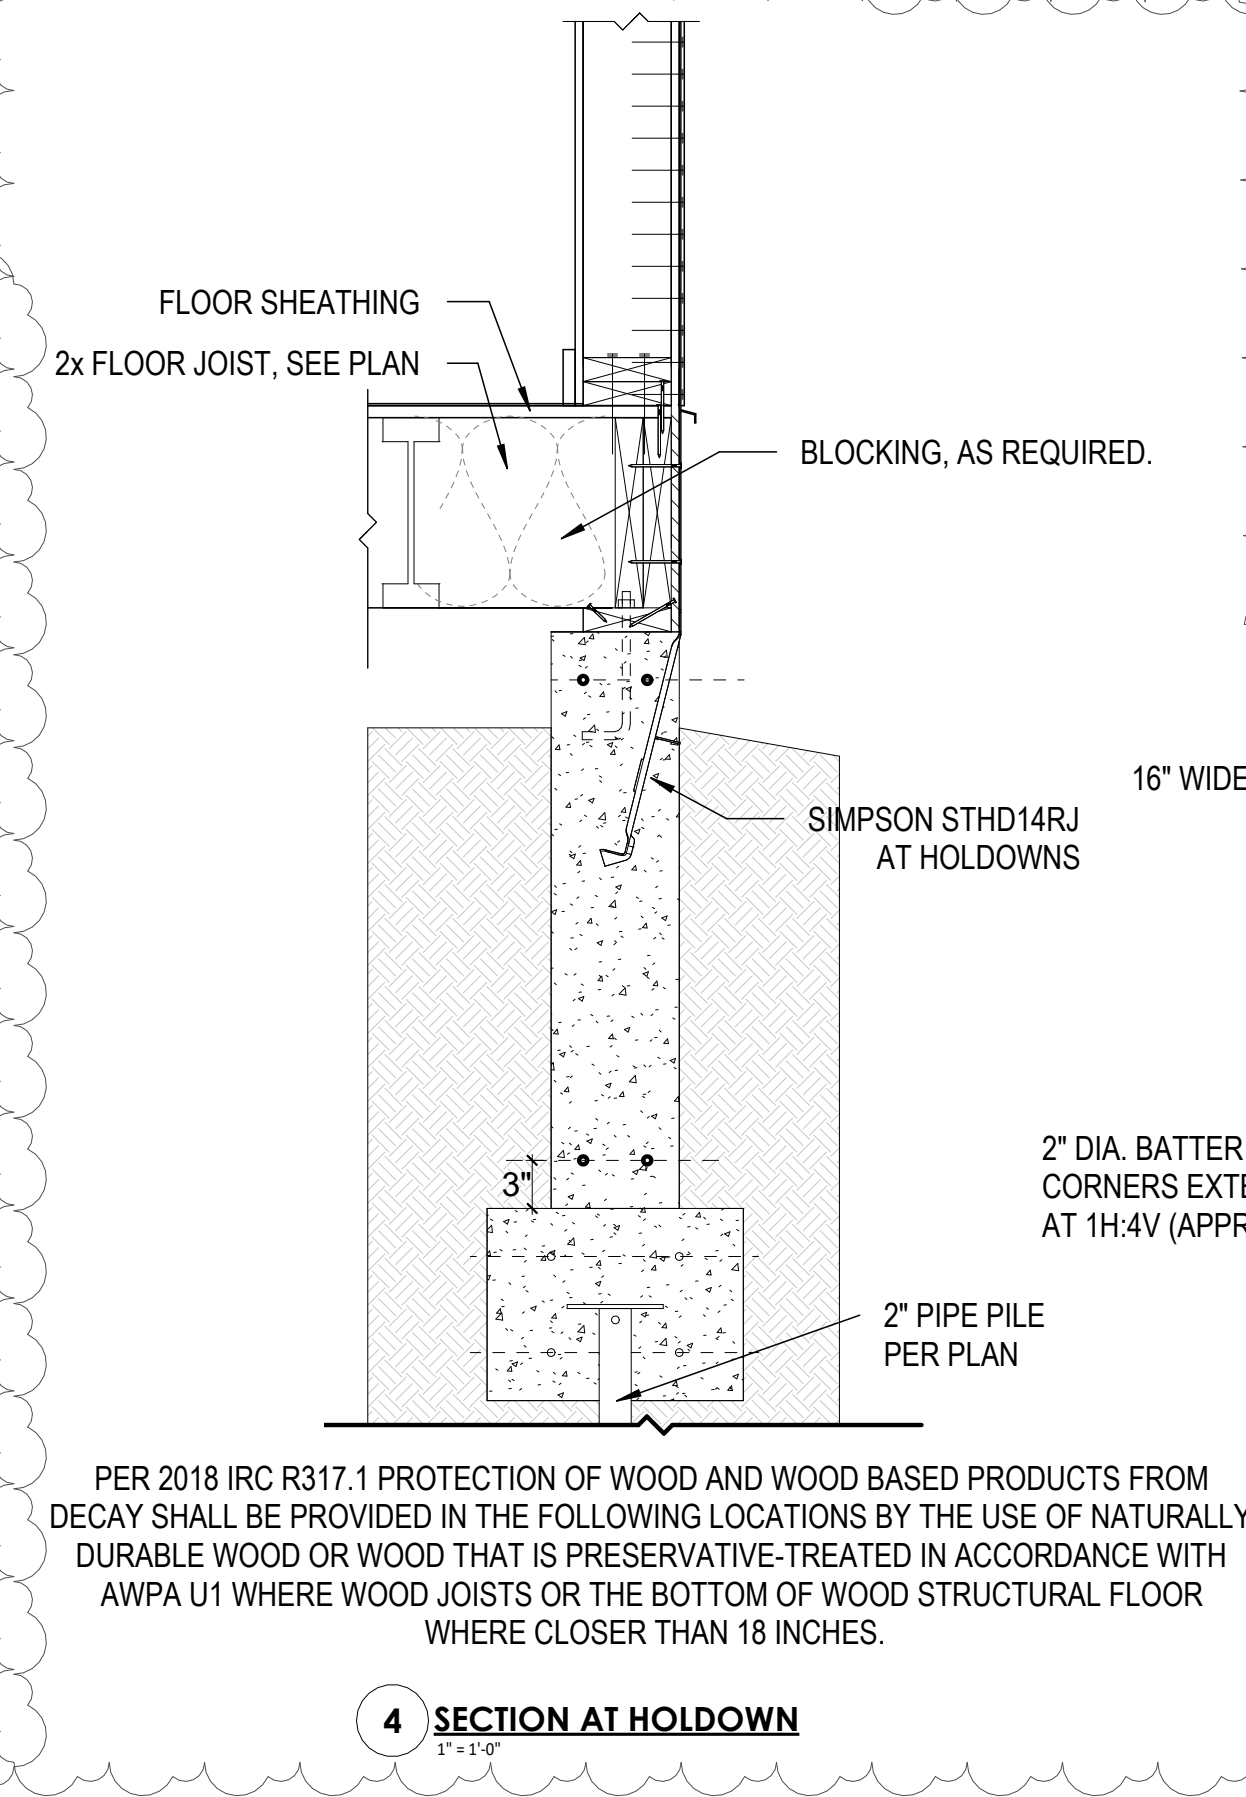 FLOOR SHEATHING
2x FLOOR JOIST, SEE PLAN
BLOCKING, AS REQUIRED.
16" WIDE
SIMPSON STHD14RJ
AT HOLDOWNS
3"
2" DIA. BATTER
CORNERS EXTE
AT 1H:4V (APPR
2" PIPE PILE
PER PLAN
PER 2018 IRC R317.1 PROTECTION OF WOOD AND WOOD BASED PRODUCTS FROM
DECAY SHALL BE PROVIDED IN THE FOLLOWING LOCATIONS BY THE USE OF NATURALLY
DURABLE WOOD OR WOOD THAT IS PRESERVATIVE-TREATED IN ACCORDANCE WITH
AWPA U1 WHERE WOOD JOISTS OR THE BOTTOM OF WOOD STRUCTURAL FLOOR
WHERE CLOSER THAN 18 INCHES.
4 SECTION AT HOLDOWN
1" = 1'-0"